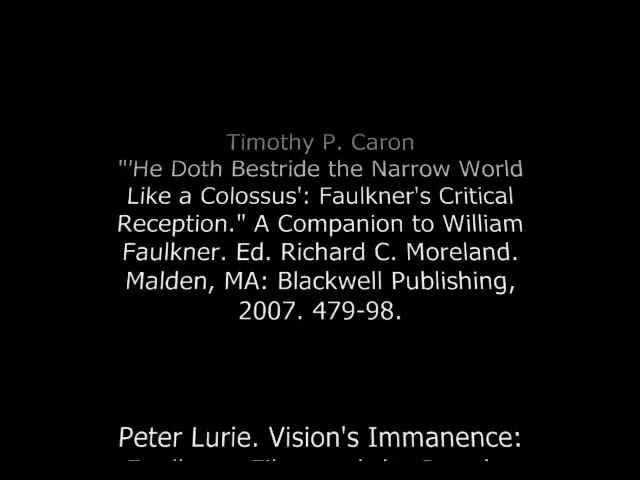 Timothy P. Caron
"'He Doth Bestride the Narrow World
Like a Colossus': Faulkner's Critical
Reception." A Companion to William
Faulkner. Ed. Richard C. Moreland.
Malden, MA: Blackwell Publishing,
2007. 479-98.
Peter Lurie. Vision's Immanence: